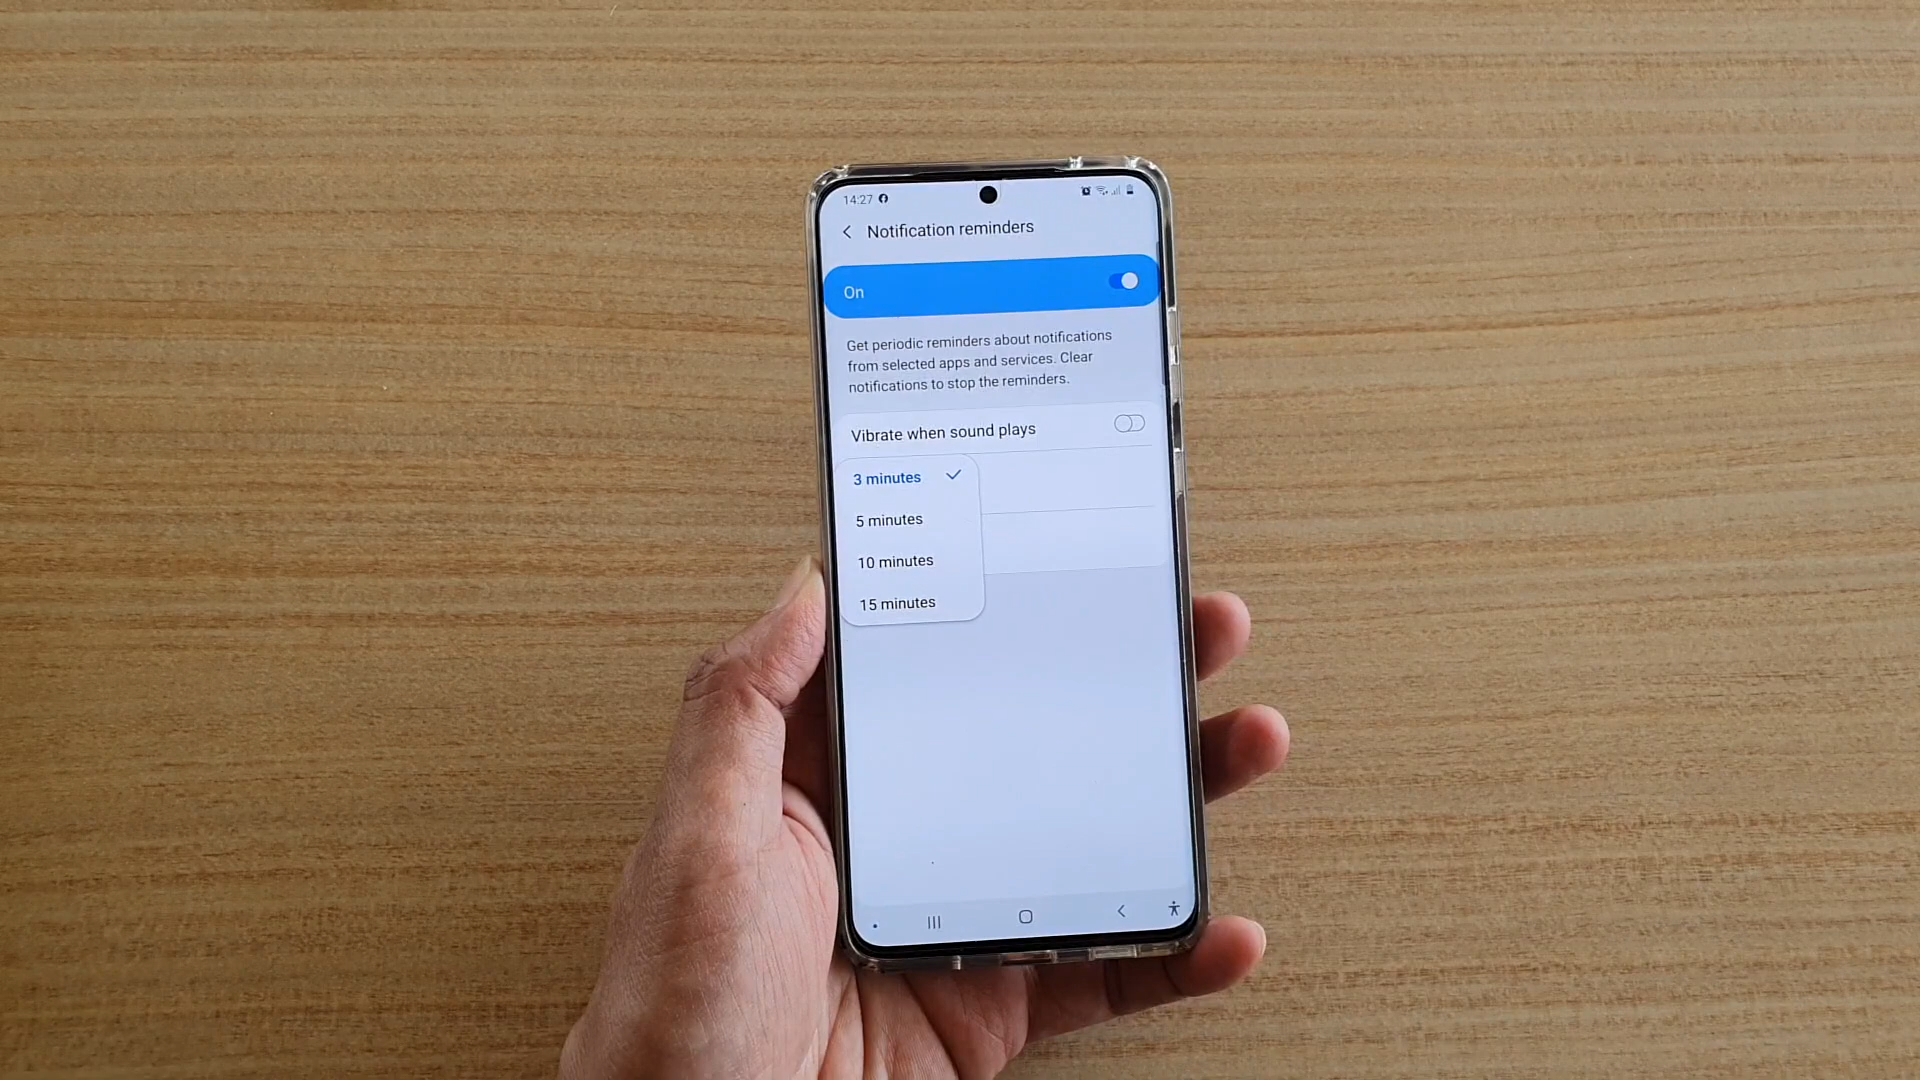 14:27
Notification reminders
On
Get periodic reminders about notifications
from selected apps and services. Clear
notifications to stop the reminders.
Vibrate when sound plays
3 minutes
5 minutes
10 minutes
15 minutes